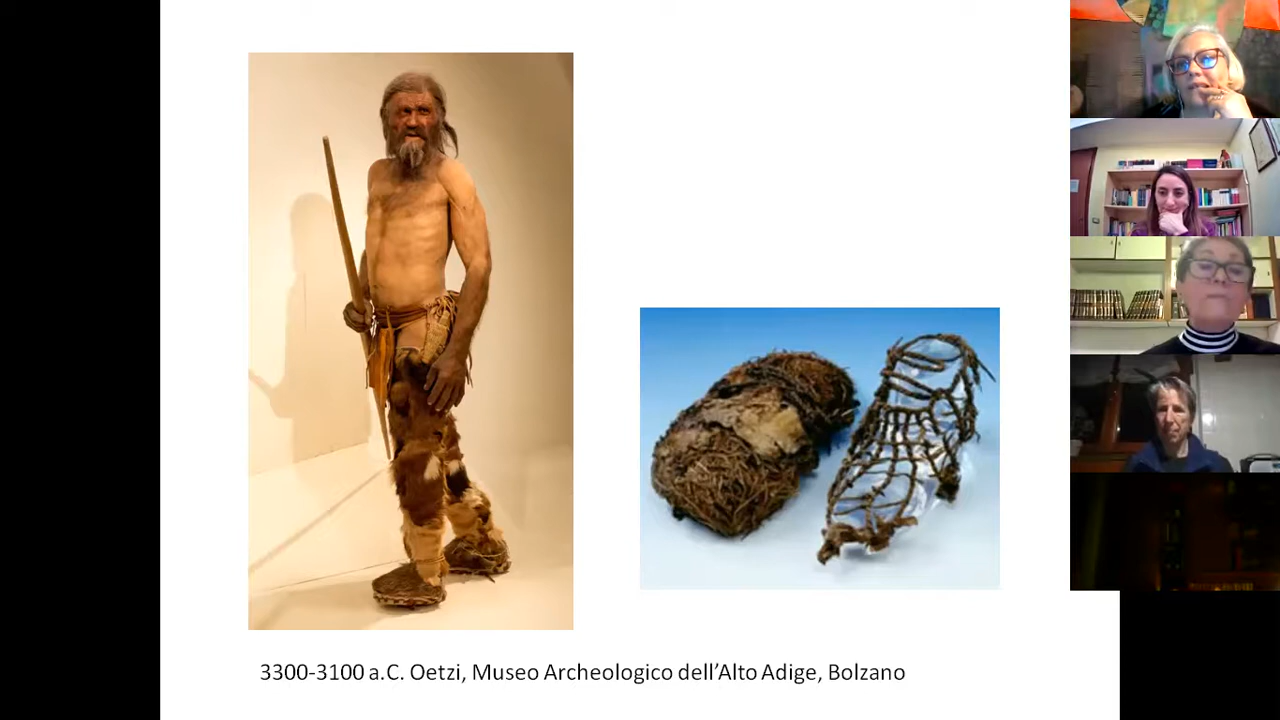 3300-3100 a.C. Oetzi, Museo Archeologico dell’Alto Adige, Bolzano